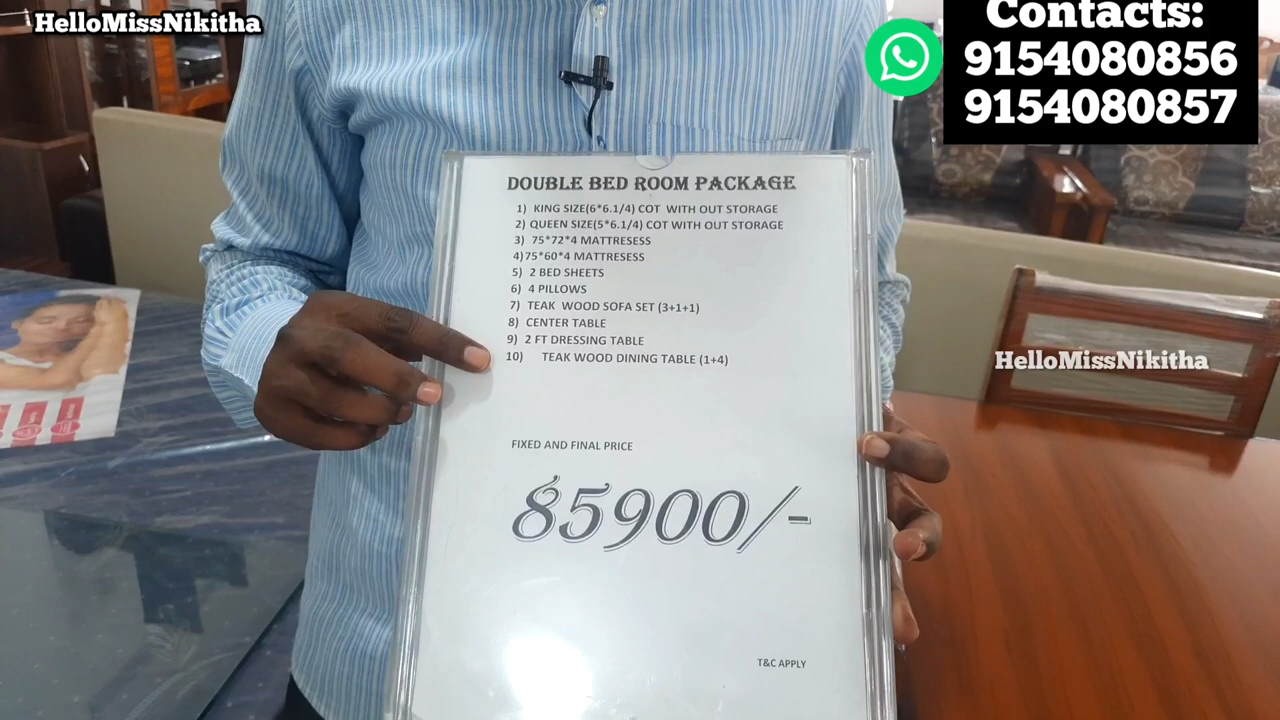 HelloMissNikitha
Contacts:
9154080856
9154080857
DOUBLE BED ROOM PACKAGE
1) KING SIZE(6*6.1/4) COT WITH OUT STORAGE
2) QUEEN SIZE(5*6.1/4) COT WITH OUT STORAGE
3) 75*72*4 MATTRESESS
4)75*60*4 MATTRESESS
5) 2 BED SHEETS
6) 4 PILLOWS
7) TEAK WOOD SOFA SET (3+1+1)
8) CENTER TABLE
9) 2 FT DRESSING TABLE
10) TEAK WOOD DINING TABLE (1+4)
HelloMissNikitha
FIXED AND FINAL PRICE
85900/-
T&C APPLY